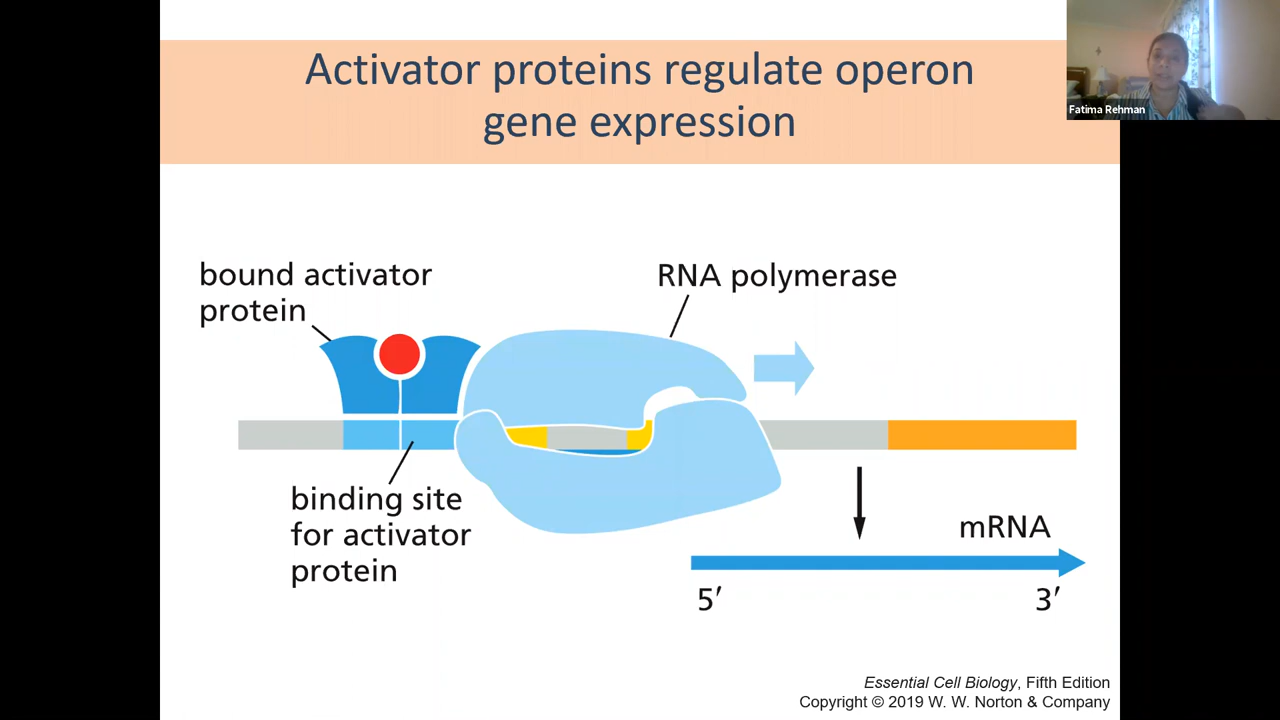 Activator proteins regulate operon
gene expression
Fatima Rehman
bound activator
protein
RNA polymerase
binding site
for activator
protein
mRNA
5′
3′
Essential Cell Biology, Fifth Edition
Copyright © 2019 W. W. Norton & Company